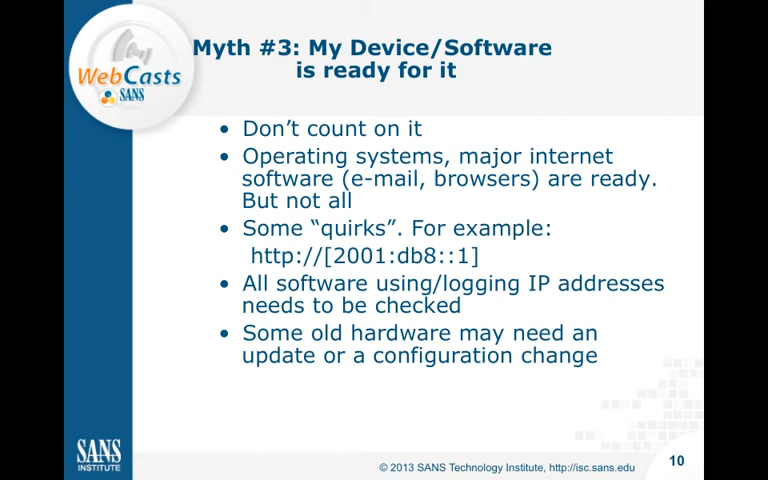 Myth #3: My Device/Software
is ready for it
WebCasts
SANS
• Don’t count on it
• Operating systems, major internet
software (e-mail, browsers) are ready.
But not all
• Some “quirks”. For example:
http://[2001:db8::1]
• All software using/logging IP addresses
needs to be checked
• Some old hardware may need an
update or a configuration change
SANS
INSTITUTE
© 2013 SANS Technology Institute, http://isc.sans.edu
10